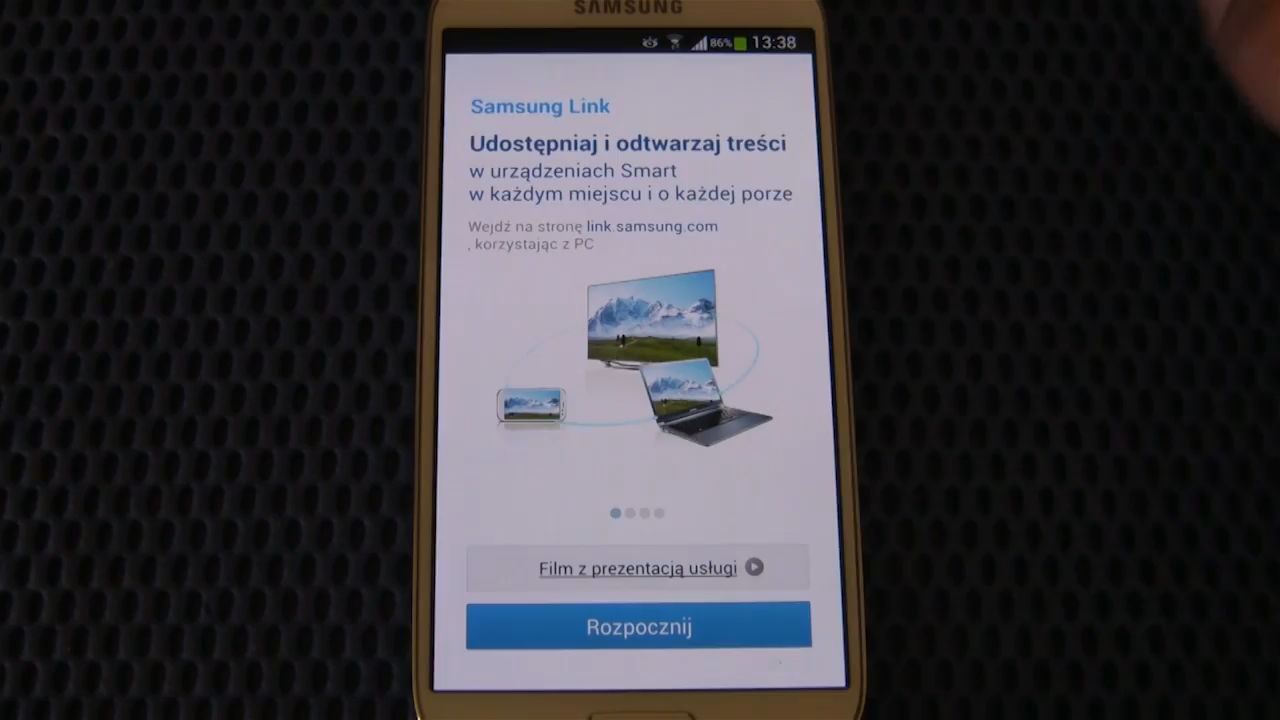 SAMSUNG
86% 13:38
Samsung Link
Udostępniaj i odtwarzaj treści
w urządzeniach Smart
w każdym miejscu i o każdej porze
Wejdź na stronę link.samsung.com
, korzystając z PC
Film z prezentacją usługi
Rozpocznij